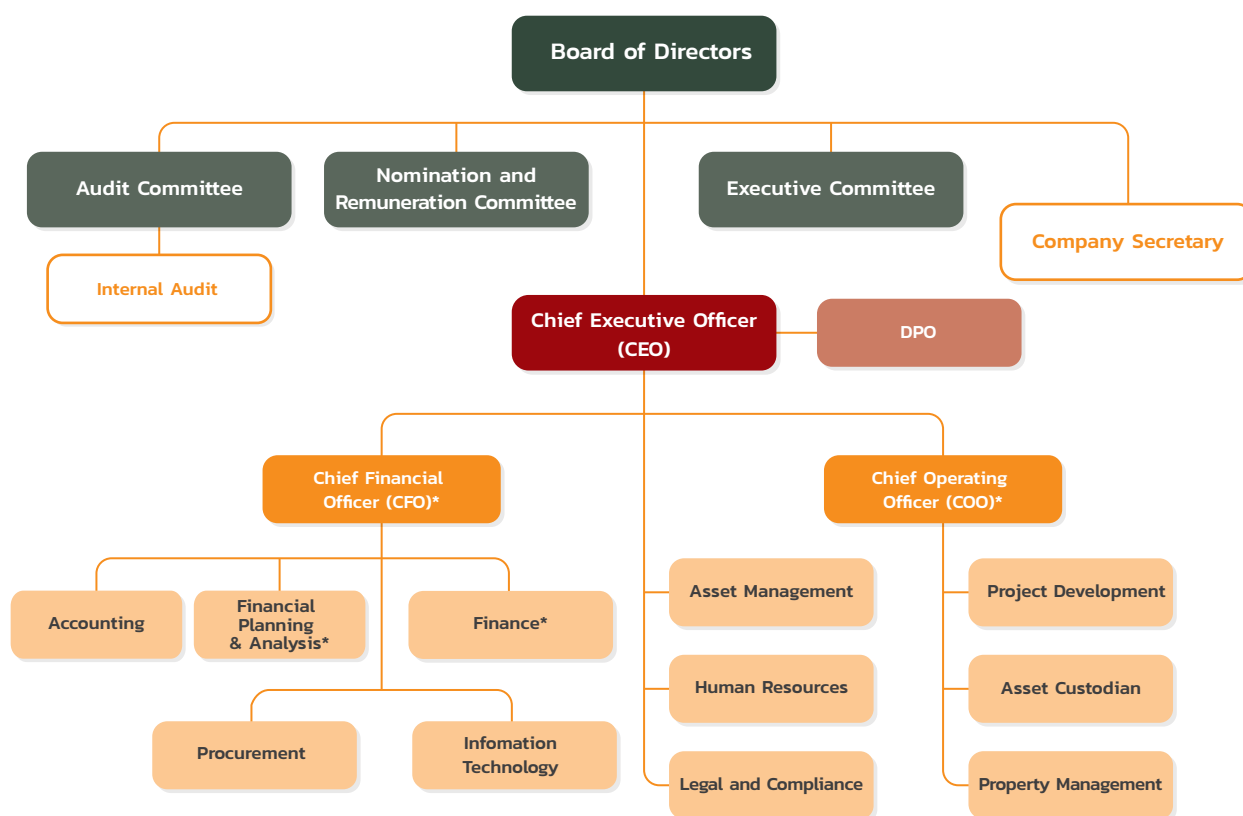 Board of Directors
Audit Committee
Nomination and
Remuneration Committee
Executive Committee
Company Secretary
Internal Audit
Chief Executive Officer
(CEO)
DPO
Chief Financial
Officer (CFO)*
Chief Operating
Officer (COO)*
Accounting
Financial
Planning
& Analysis*
Finance*
Asset Management
Project Development
Human Resources
Asset Custodian
Procurement
Infomation
Technology
Legal and Compliance
Property Management